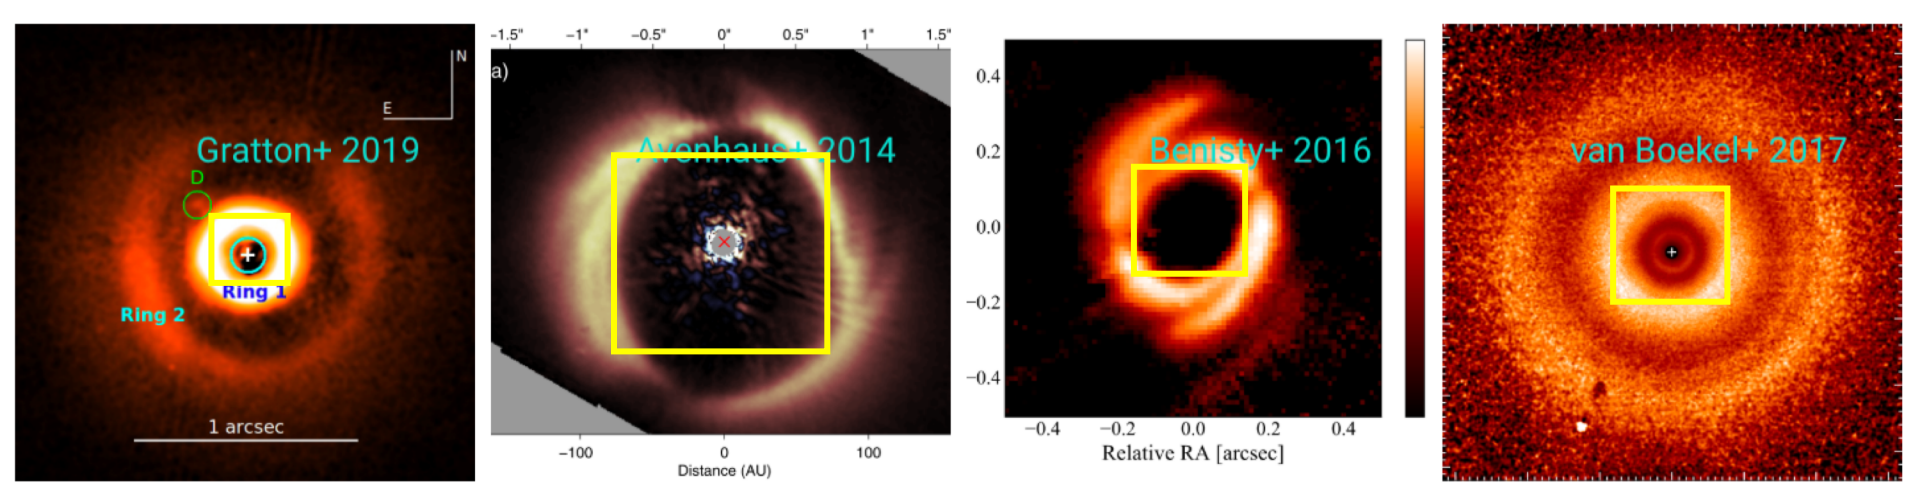 N
E
Gratton+ 2019
D
Ring 1
Ring 2
1 arcsec
-1.5" -1" -0.5" 0" 0.5" 1" 1.5"
a)
Avenhaus+ 2014
-100 0 100
Distance (AU)
0.4
0.2
0.0
−0.2
−0.4
Benisty+ 2016
−0.4 −0.2 0.0 0.2 0.4
Relative RA [arcsec]
van Boekel+ 2017